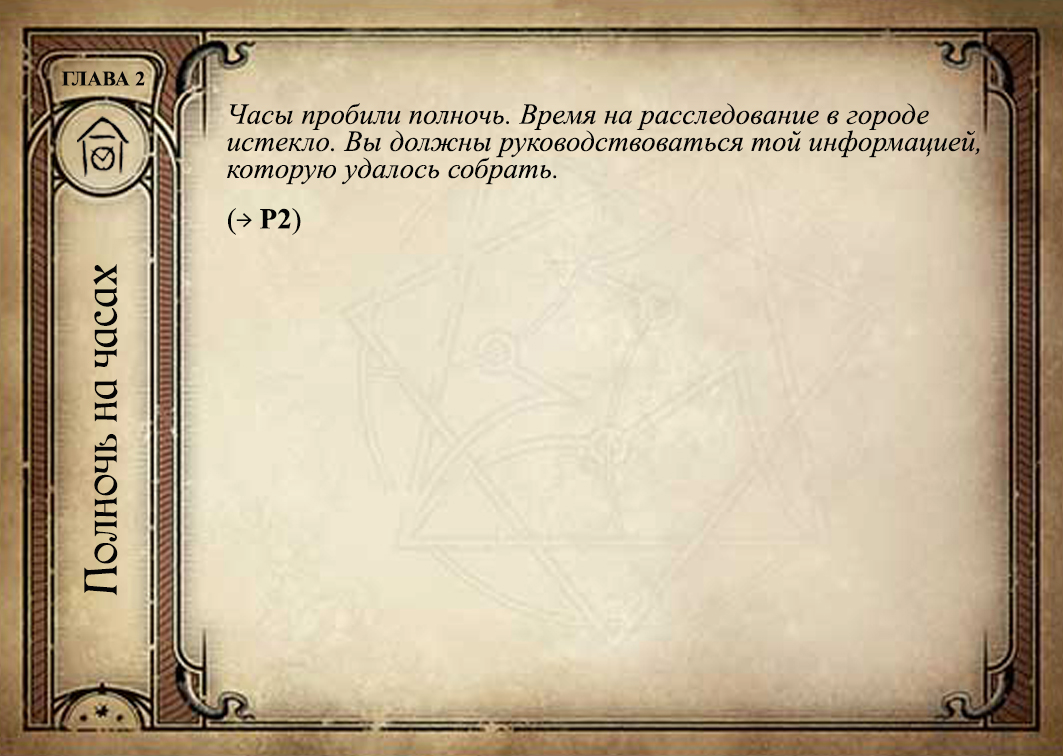 ГЛАВА 2
Полночь на часах
Часы пробили полночь. Время на расследование в городе
истекло. Вы должны руководствоваться той информацией,
которую удалось собрать.
(→ Р2)